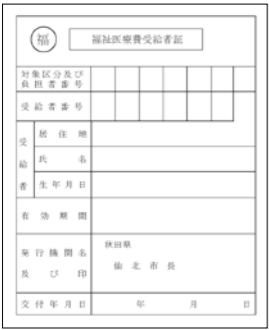 福
福祉医療費受給者証
対象区分及び
負担者番号
受給者番号
受給者
居住地
氏名
生年月日
有効期間
発行機関名
及び印
秋田県
仙北市長
交付年月日
年 月 日